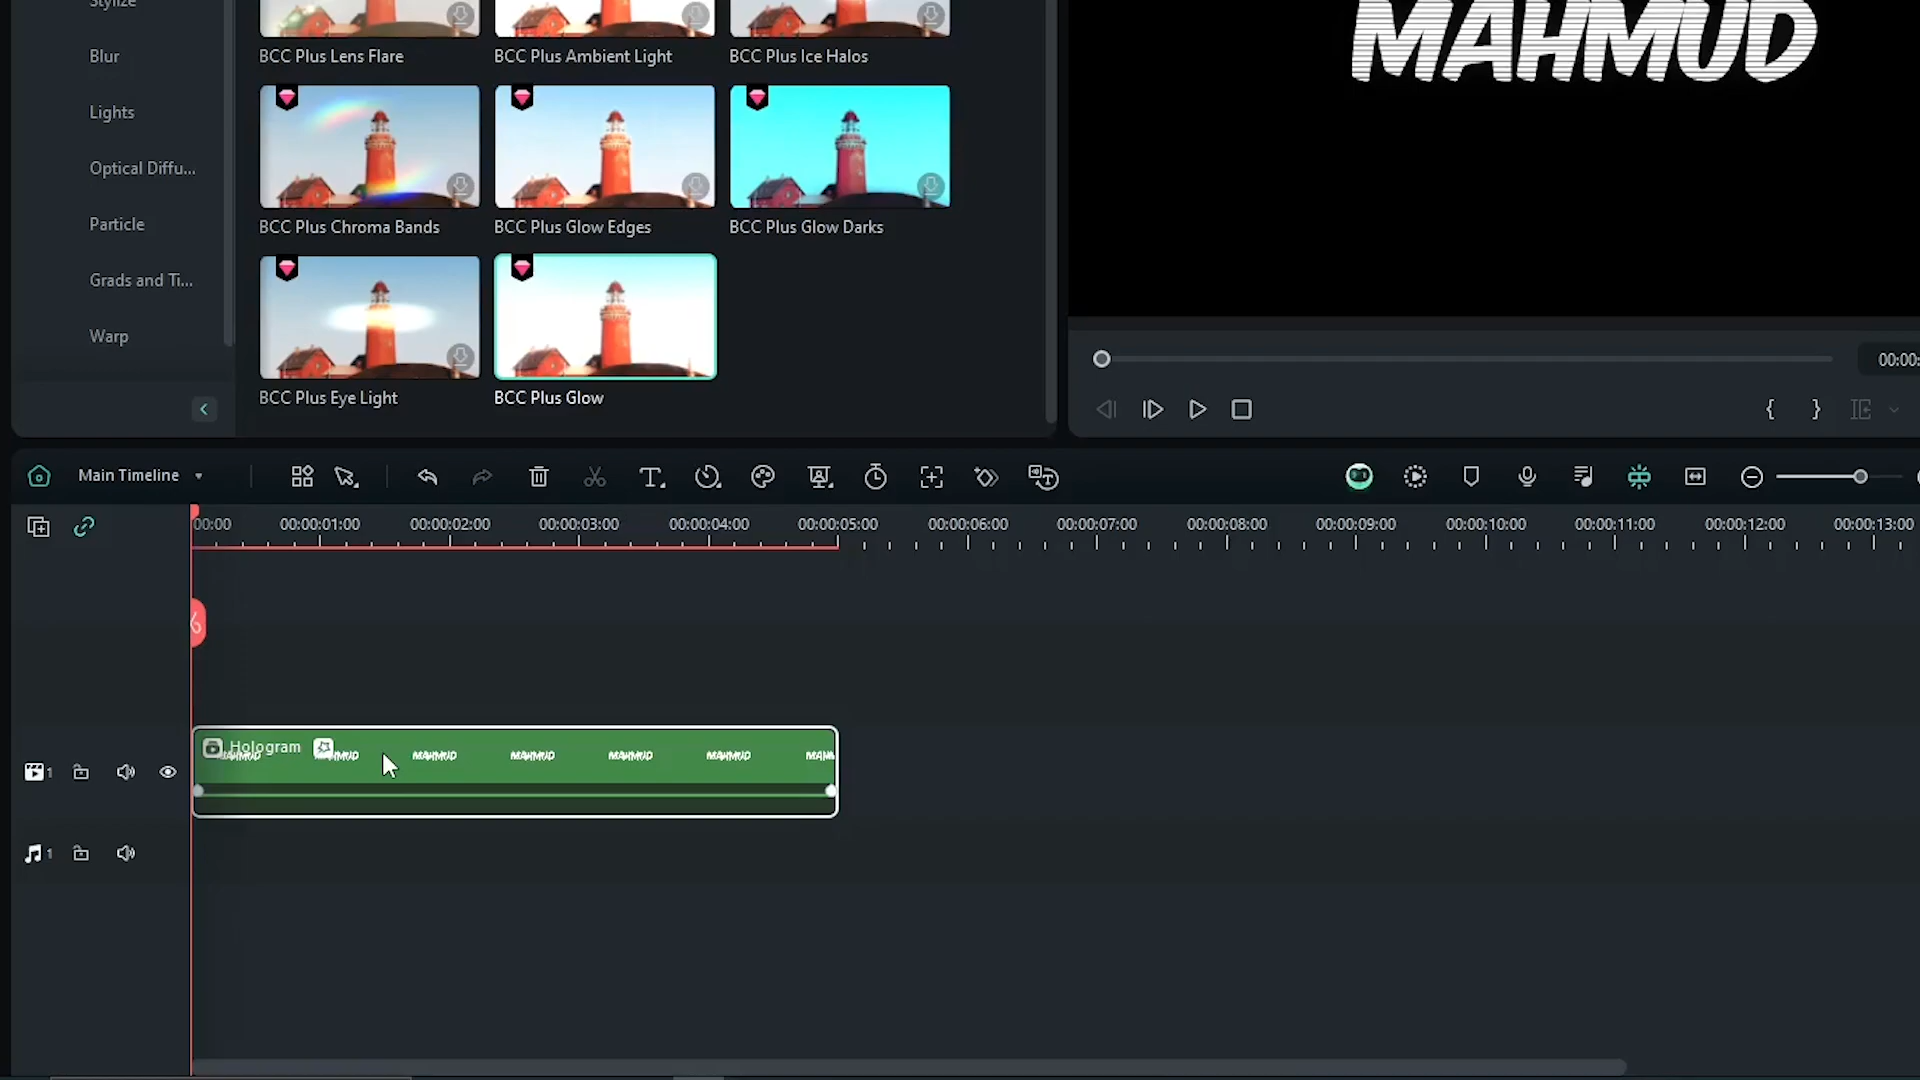 Stylize
Blur
Lights
Optical Diffu...
Particle
Grads and Ti...
Warp
BCC Plus Lens Flare
BCC Plus Ambient Light
BCC Plus Ice Halos
BCC Plus Chroma Bands
BCC Plus Glow Edges
BCC Plus Glow Darks
BCC Plus Eye Light
BCC Plus Glow
MAHMUD
00:00:
Main Timeline
00:00
00:00:01:00
00:00:02:00
00:00:03:00
00:00:04:00
00:00:05:00
00:00:06:00
00:00:07:00
00:00:08:00
00:00:09:00
00:00:10:00
00:00:11:00
00:00:12:00
00:00:13:00
Hologram
MAHMUD
MAHMUD
MAHMUD
MAHMUD
1
1